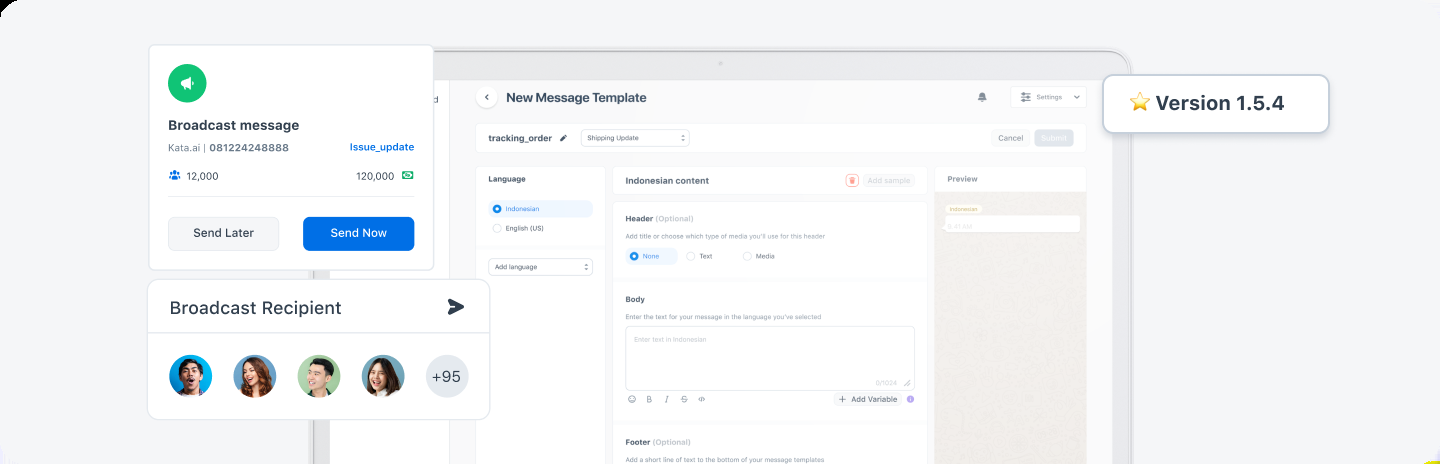 Broadcast message
Kata.ai | 081224248888
Issue_update
12,000
120,000
Send Later
Send Now
Broadcast Recipient
+95
d
New Message Template
Settings
tracking_order
Shipping Update
Cancel
Submit
Language
Indonesian
English (US)
Add language
Indonesian content
Add sample
Header (Optional)
Add title or choose which type of media you'll use for this header
None
Text
Media
Body
Enter the text for your message in the language you've selected
Enter text in Indonesian
0/1024
B I S </>
+ Add Variable
Footer (Optional)
Add a short line of text to the bottom of your message templates
Preview
Indonesian
Version 1.5.4